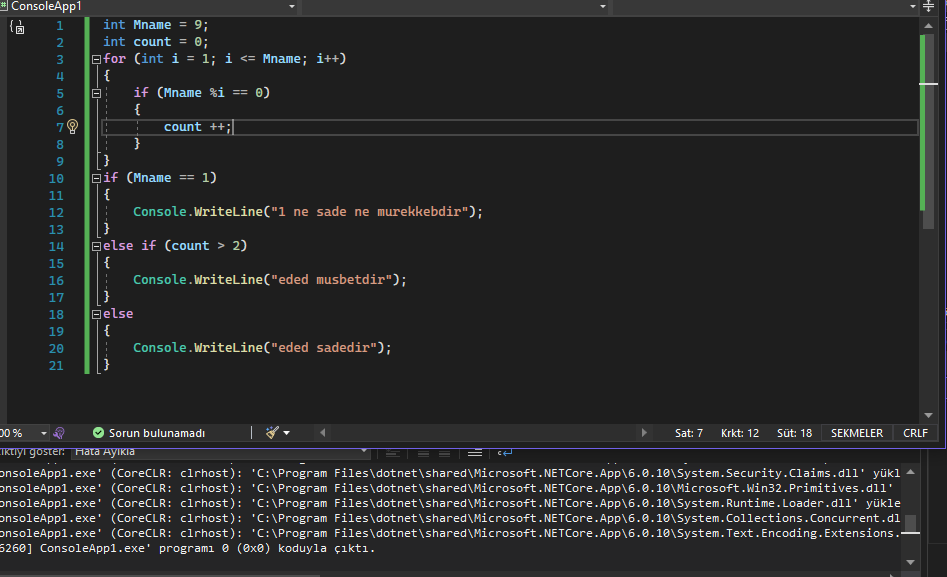 ConsoleApp1
1 int Mname = 9;
2 int count = 0;
3 for (int i = 1; i <= Mname; i++)
4 {
5 if (Mname %i == 0)
6 {
7 count ++;
8 }
9 }
10 if (Mname == 1)
11 {
12 Console.WriteLine("1 ne sade ne murekkebdir");
13 }
14 else if (count > 2)
15 {
16 Console.WriteLine("eded musbetdir");
17 }
18 else
19 {
20 Console.WriteLine("eded sadedir");
21 }
00 % Sorun bulunamadı Sat: 7 Krkt: 12 Süt: 18 SEKMELER CRLF
ıktıyı göster: Hata Ayıkla
onsoleApp1.exe' (CoreCLR: clrhost): 'C:\Program Files\dotnet\shared\Microsoft.NETCore.App\6.0.10\System.Security.Claims.dll' yükl
onsoleApp1.exe' (CoreCLR: clrhost): 'C:\Program Files\dotnet\shared\Microsoft.NETCore.App\6.0.10\Microsoft.Win32.Primitives.dll'
onsoleApp1.exe' (CoreCLR: clrhost): 'C:\Program Files\dotnet\shared\Microsoft.NETCore.App\6.0.10\System.Runtime.Loader.dll' yükle
onsoleApp1.exe' (CoreCLR: clrhost): 'C:\Program Files\dotnet\shared\Microsoft.NETCore.App\6.0.10\System.Collections.Concurrent.dl
onsoleApp1.exe' (CoreCLR: clrhost): 'C:\Program Files\dotnet\shared\Microsoft.NETCore.App\6.0.10\System.Text.Encoding.Extensions.
6260] ConsoleApp1.exe' programı 0 (0x0) koduyla çıktı.